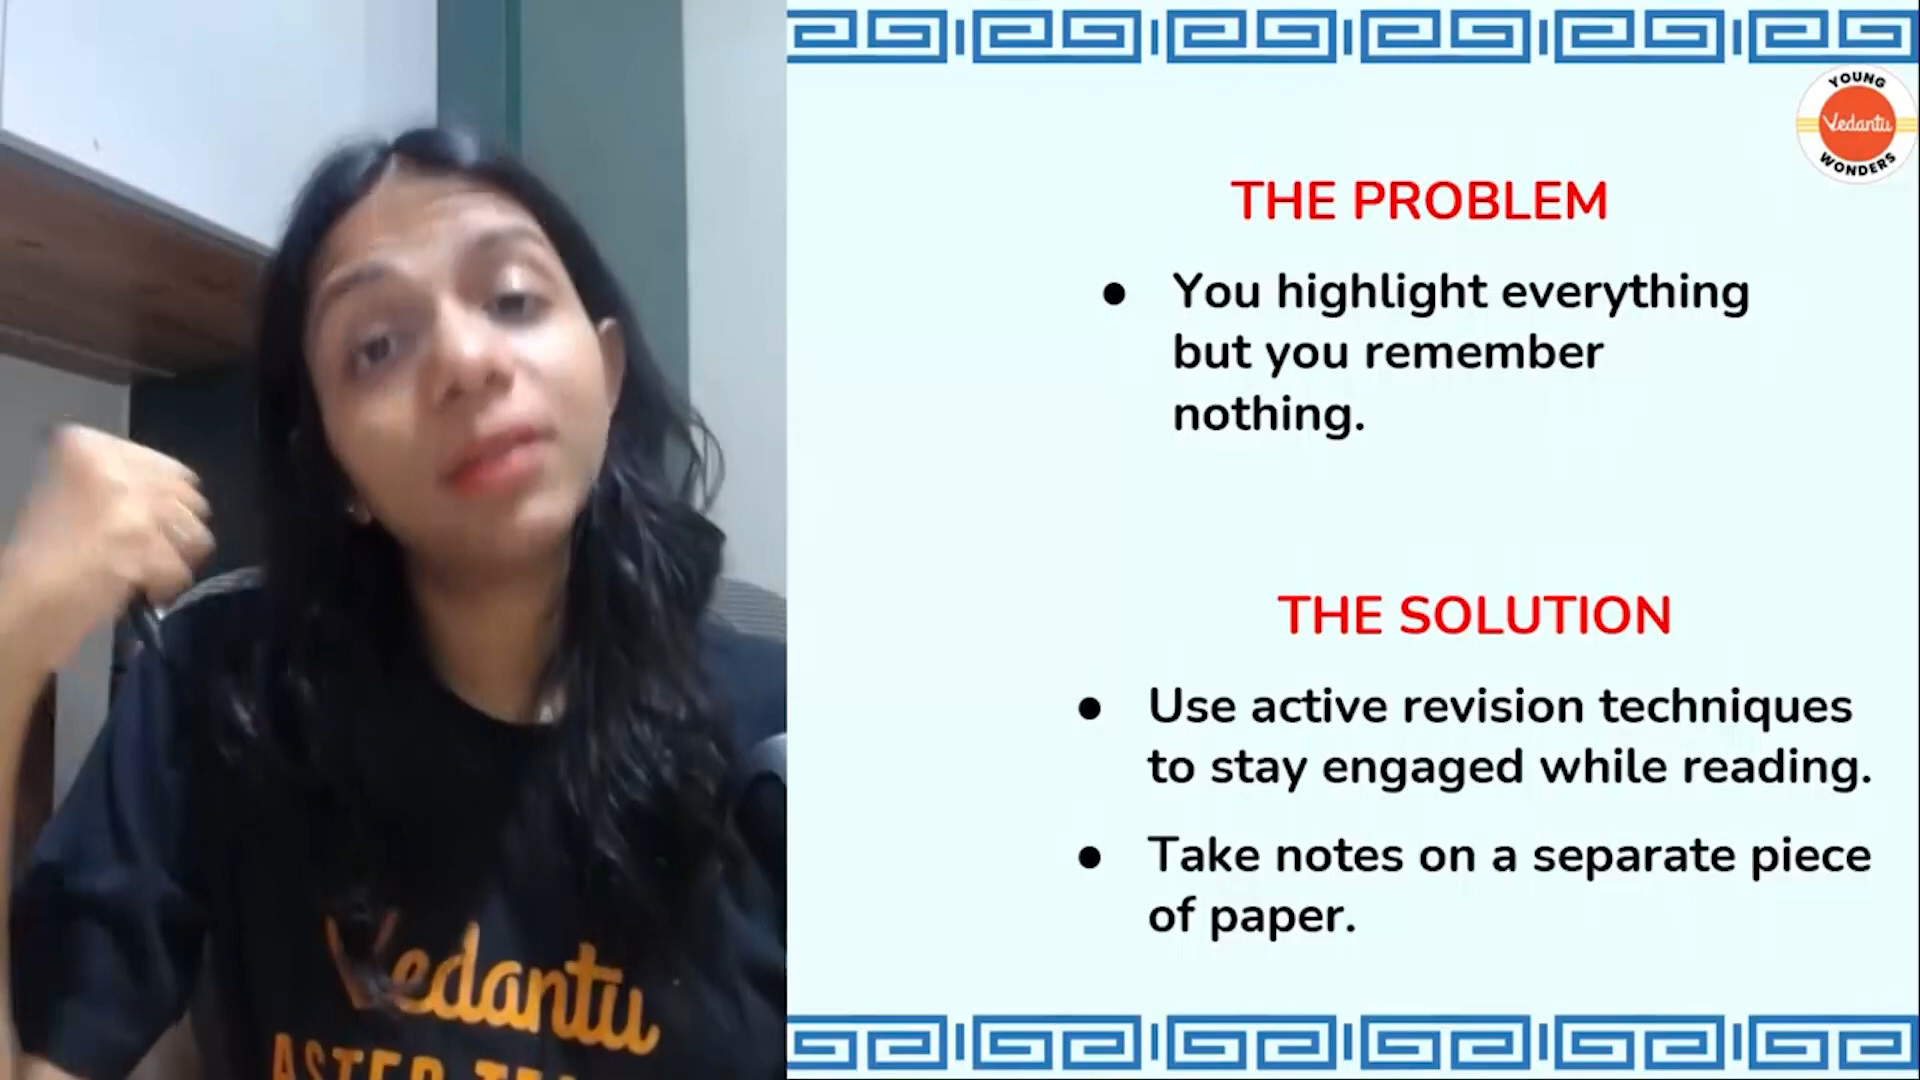 YOUNG
Vedantu
WONDERS
THE PROBLEM
● You highlight everything
but you remember
nothing.
THE SOLUTION
● Use active revision techniques
to stay engaged while reading.
● Take notes on a separate piece
of paper.
Vedantu